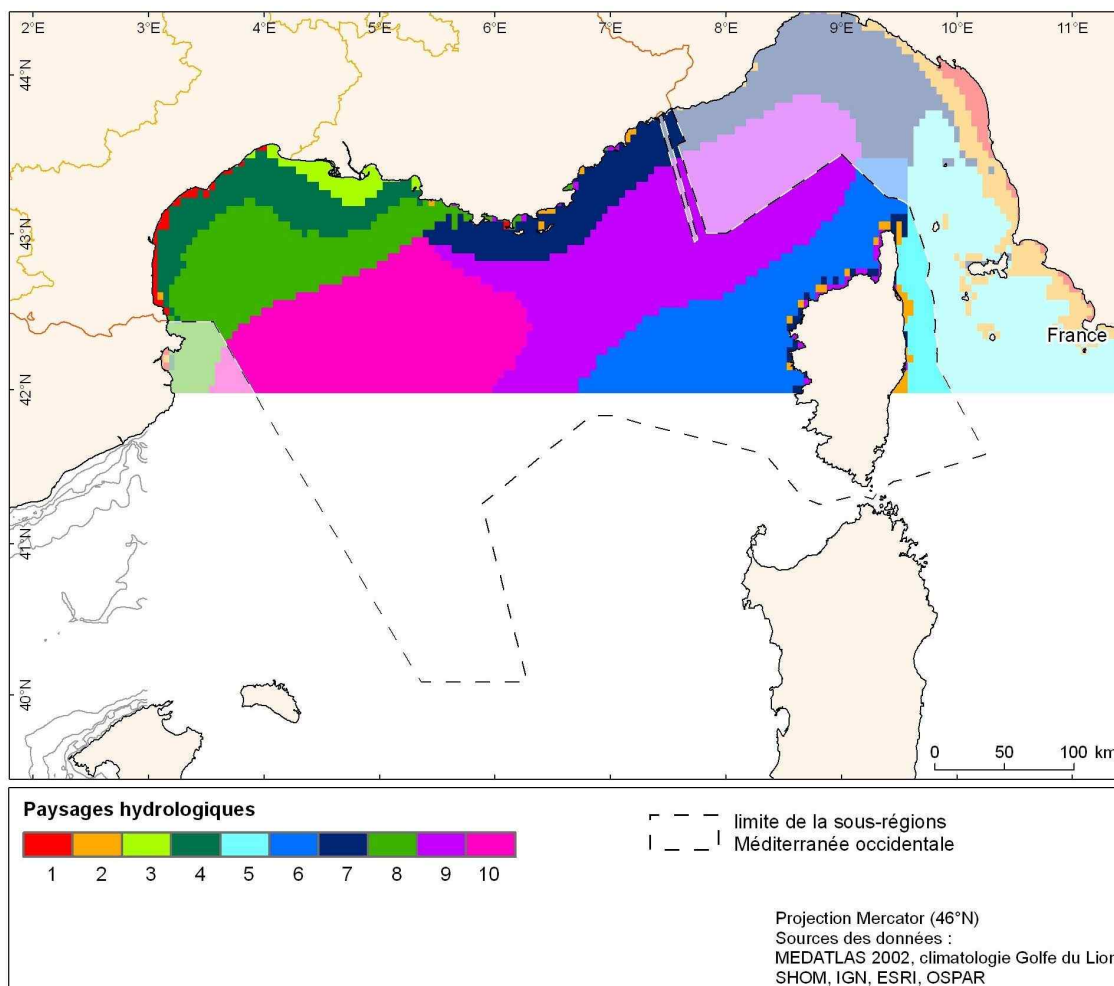 2°E 3°E 4°E 5°E 6°E 7°E 8°E 9°E 10°E 11°E
44°N
43°N
42°N
41°N
40°N
France
0 50 100 km
Paysages hydrologiques
1 2 3 4 5 6 7 8 9 10
limite de la sous-régions
Méditerranée occidentale
Projection Mercator (46°N)
Sources des données :
MEDATLAS 2002, climatologie Golfe du Lion
SHOM, IGN, ESRI, OSPAR